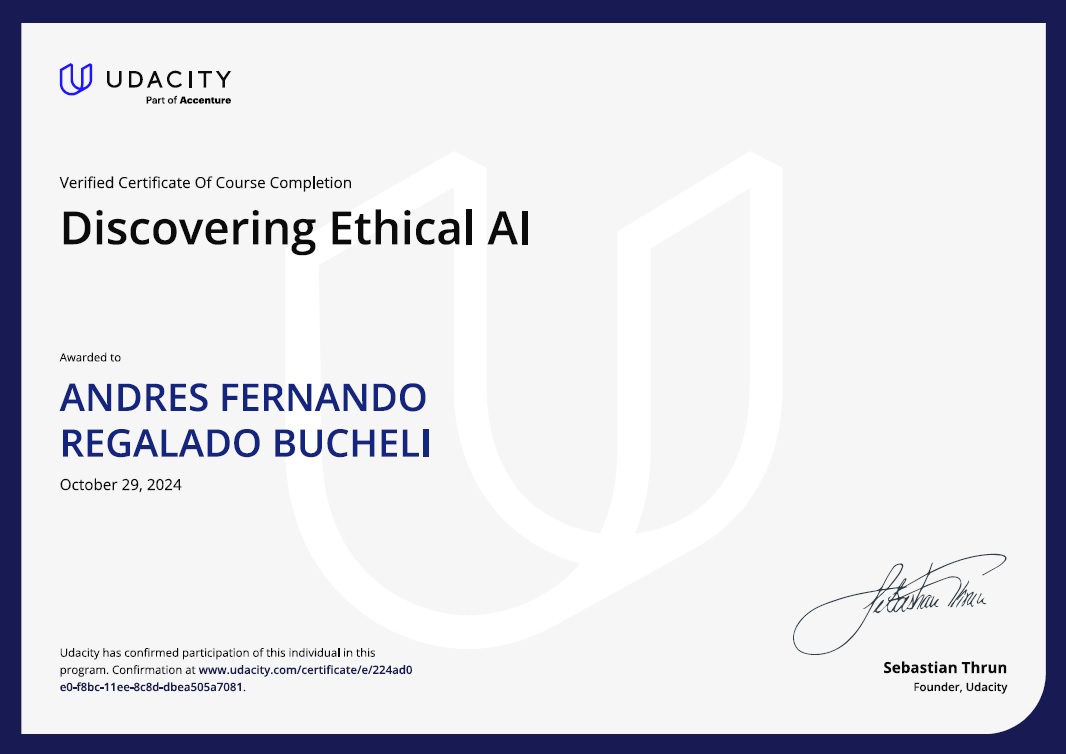 UDACITY
Part of Accenture
Verified Certificate Of Course Completion
Discovering Ethical AI
Awarded to
ANDRES FERNANDO
REGALADO BUCHELI
October 29, 2024
Udacity has confirmed participation of this individual in this
program. Confirmation at www.udacity.com/certificate/e/224ad0
e0-f8bc-11ee-8c8d-dbea505a7081.
Sebastian Thrun
Sebastian Thrun
Founder, Udacity